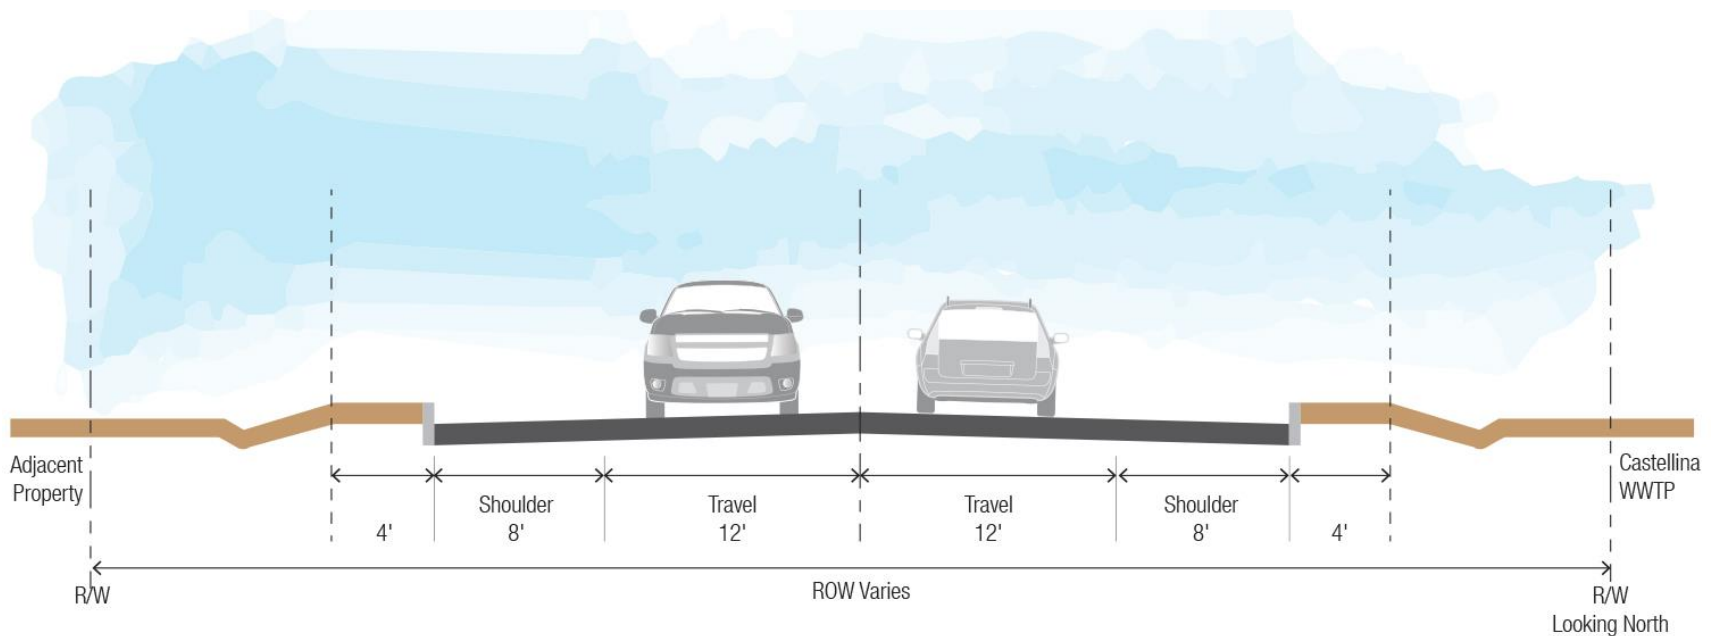 Adjacent
Property
Castellina
WWTP
Shoulder
Travel
Travel
Shoulder
4'
8'
12'
12'
8'
4'
ROW Varies
R/W
R/W
Looking North